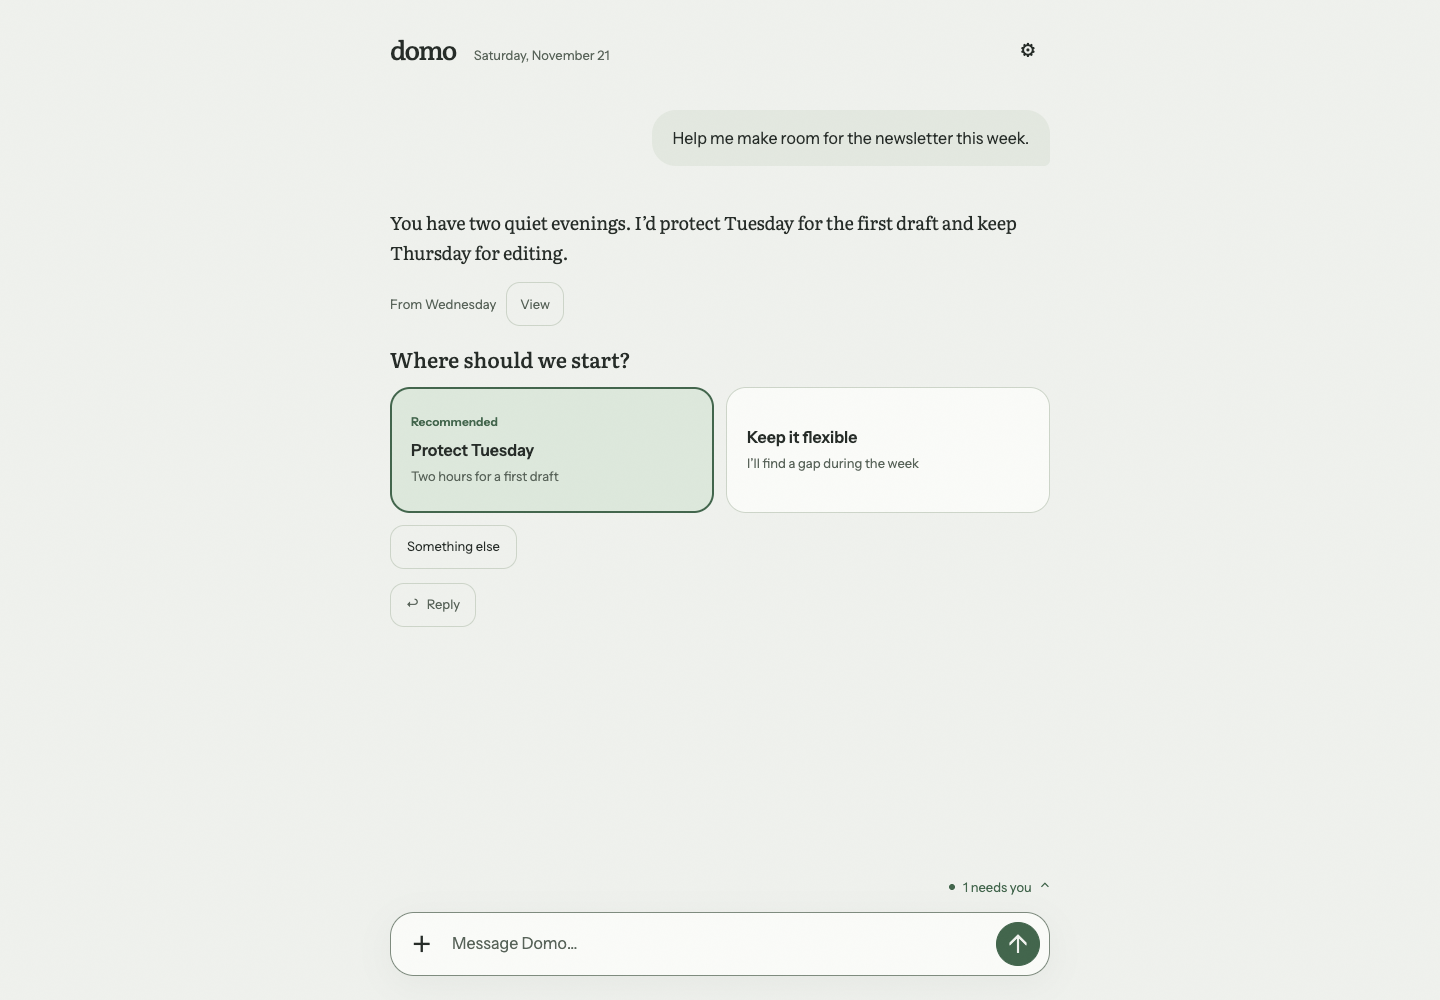 domo
Saturday, November 21
Help me make room for the newsletter this week.
You have two quiet evenings. I’d protect Tuesday for the first draft and keep
Thursday for editing.
From Wednesday
View
Where should we start?
Recommended
Protect Tuesday
Two hours for a first draft
Keep it flexible
I’ll find a gap during the week
Something else
Reply
1 needs you
Message Domo…